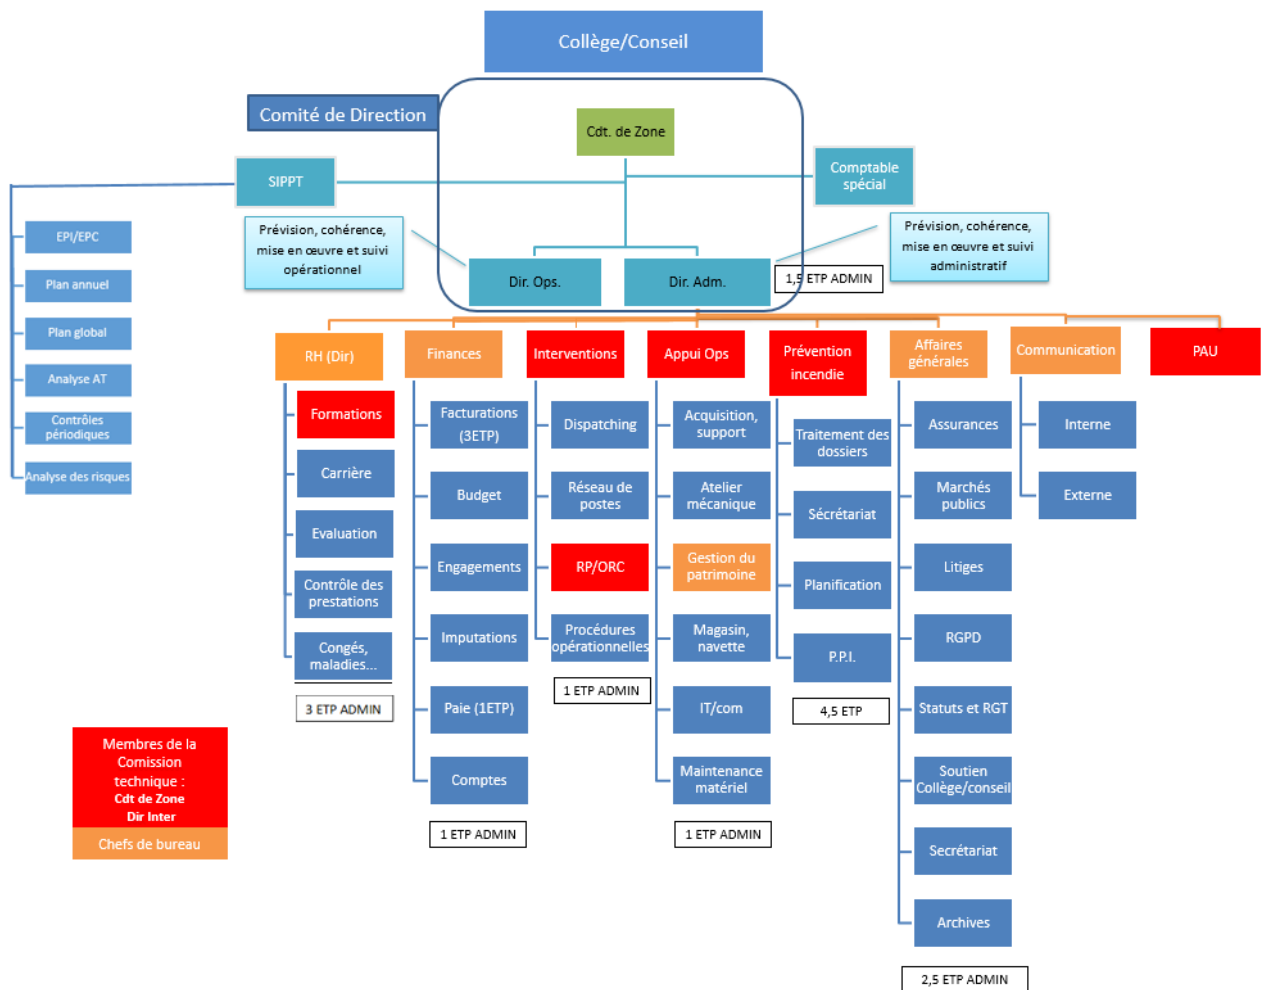 Collège/Conseil
Comité de Direction
Cdt. de Zone
SIPPT
Comptable
spécial
Prévision, cohérence,
mise en œuvre et suivi
opérationnel
Prévision, cohérence,
mise en œuvre et suivi
administratif
Dir. Ops.
Dir. Adm.
1,5 ETP ADMIN
EPI/EPC
Plan annuel
Plan global
Analyse AT
Contrôles
périodiques
Analyse des risques
RH (Dir)
Formations
Carrière
Evaluation
Contrôle des
prestations
Congés,
maladies...
3 ETP ADMIN
Finances
Facturations
(3ETP)
Budget
Engagements
Imputations
Paie (1ETP)
Comptes
1 ETP ADMIN
Interventions
Dispatching
Réseau de
postes
RP/ORC
Procédures
opérationnelles
1 ETP ADMIN
Appui Ops
Acquisition,
support
Atelier
mécanique
Gestion du
patrimoine
Magasin,
navette
IT/com
Maintenance
matériel
1 ETP ADMIN
Prévention
incendie
Traitement des
dossiers
Sécrétariat
Planification
P.P.I.
4,5 ETP
Affaires
générales
Assurances
Marchés
publics
Litiges
RGPD
Statuts et RGT
Soutien
Collège/conseil
Secrétariat
Archives
2,5 ETP ADMIN
Communication
Interne
Externe
PAU
Membres de la
Comission
technique :
Cdt de Zone
Dir Inter
Chefs de bureau